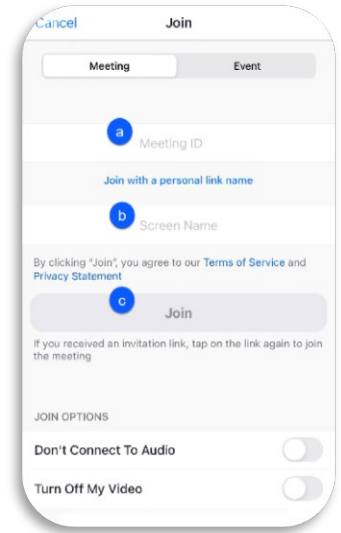 Cancel Join
Meeting Event
a
Meeting ID
Join with a personal link name
b
Screen Name
By clicking "Join", you agree to our Terms of Service and
Privacy Statement
c
Join
If you received an invitation link, tap on the link again to join
the meeting
JOIN OPTIONS
Don't Connect To Audio
Turn Off My Video